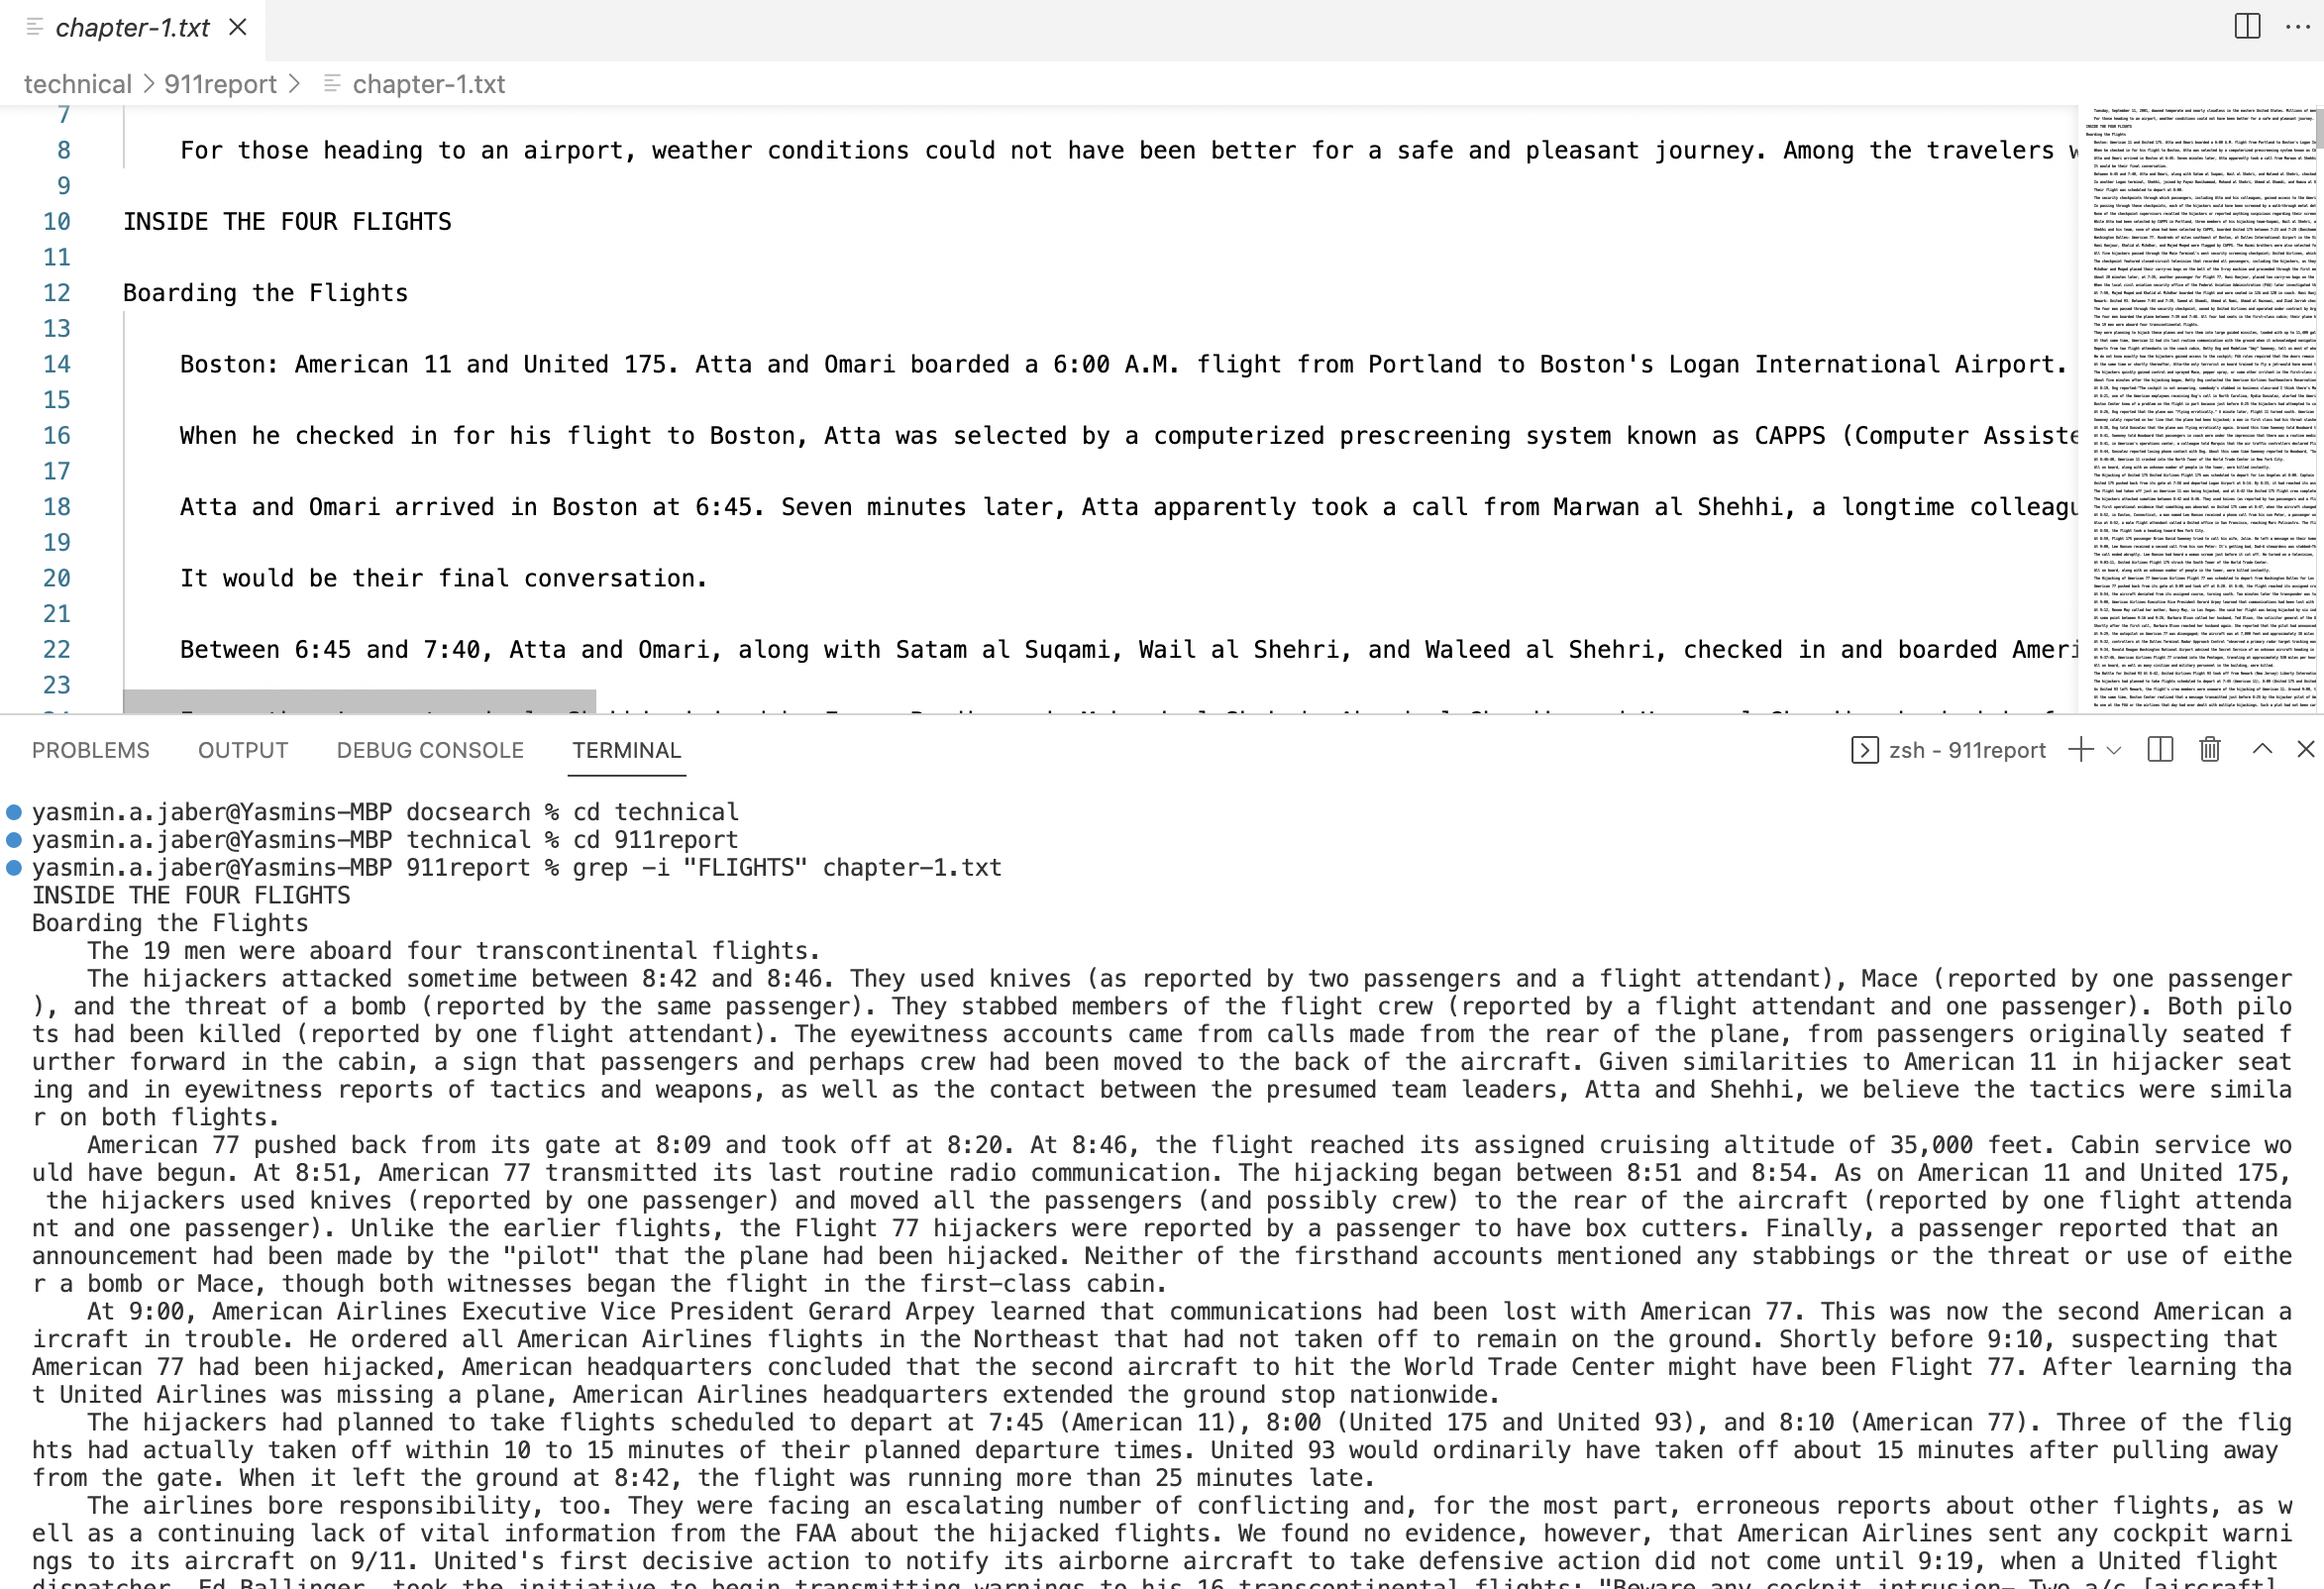 chapter-1.txt
technical > 911report > chapter-1.txt
7
8 For those heading to an airport, weather conditions could not have been better for a safe and pleasant journey. Among the travelers
9
10 INSIDE THE FOUR FLIGHTS
11
12 Boarding the Flights
13
14 Boston: American 11 and United 175. Atta and Omari boarded a 6:00 A.M. flight from Portland to Boston's Logan International Airport.
15
16 When he checked in for his flight to Boston, Atta was selected by a computerized prescreening system known as CAPPS (Computer Assiste
17
18 Atta and Omari arrived in Boston at 6:45. Seven minutes later, Atta apparently took a call from Marwan al Shehhi, a longtime colleagu
19
20 It would be their final conversation.
21
22 Between 6:45 and 7:40, Atta and Omari, along with Satam al Suqami, Wail al Shehri, and Waleed al Shehri, checked in and boarded Ameri
23
PROBLEMS OUTPUT DEBUG CONSOLE TERMINAL zsh - 911report
yasmin.a.jaber@Yasmins-MBP docsearch % cd technical
yasmin.a.jaber@Yasmins-MBP technical % cd 911report
yasmin.a.jaber@Yasmins-MBP 911report % grep -i "FLIGHTS" chapter-1.txt
INSIDE THE FOUR FLIGHTS
Boarding the Flights
The 19 men were aboard four transcontinental flights.
The hijackers attacked sometime between 8:42 and 8:46. They used knives (as reported by two passengers and a flight attendant), Mace (reported by one passenger
), and the threat of a bomb (reported by the same passenger). They stabbed members of the flight crew (reported by a flight attendant and one passenger). Both pilo
ts had been killed (reported by one flight attendant). The eyewitness accounts came from calls made from the rear of the plane, from passengers originally seated f
urther forward in the cabin, a sign that passengers and perhaps crew had been moved to the back of the aircraft. Given similarities to American 11 in hijacker seat
ing and in eyewitness reports of tactics and weapons, as well as the contact between the presumed team leaders, Atta and Shehhi, we believe the tactics were simila
r on both flights.
American 77 pushed back from its gate at 8:09 and took off at 8:20. At 8:46, the flight reached its assigned cruising altitude of 35,000 feet. Cabin service wo
uld have begun. At 8:51, American 77 transmitted its last routine radio communication. The hijacking began between 8:51 and 8:54. As on American 11 and United 175,
the hijackers used knives (reported by one passenger) and moved all the passengers (and possibly crew) to the rear of the aircraft (reported by one flight attenda
nt and one passenger). Unlike the earlier flights, the Flight 77 hijackers were reported by a passenger to have box cutters. Finally, a passenger reported that an
announcement had been made by the "pilot" that the plane had been hijacked. Neither of the firsthand accounts mentioned any stabbings or the threat or use of eithe
r a bomb or Mace, though both witnesses began the flight in the first-class cabin.
At 9:00, American Airlines Executive Vice President Gerard Arpey learned that communications had been lost with American 77. This was now the second American a
ircraft in trouble. He ordered all American Airlines flights in the Northeast that had not taken off to remain on the ground. Shortly before 9:10, suspecting that
American 77 had been hijacked, American headquarters concluded that the second aircraft to hit the World Trade Center might have been Flight 77. After learning tha
t United Airlines was missing a plane, American Airlines headquarters extended the ground stop nationwide.
The hijackers had planned to take flights scheduled to depart at 7:45 (American 11), 8:00 (United 175 and United 93), and 8:10 (American 77). Three of the flig
hts had actually taken off within 10 to 15 minutes of their planned departure times. United 93 would ordinarily have taken off about 15 minutes after pulling away
from the gate. When it left the ground at 8:42, the flight was running more than 25 minutes late.
The airlines bore responsibility, too. They were facing an escalating number of conflicting and, for the most part, erroneous reports about other flights, as w
ell as a continuing lack of vital information from the FAA about the hijacked flights. We found no evidence, however, that American Airlines sent any cockpit warni
ngs to its aircraft on 9/11. United's first decisive action to notify its airborne aircraft to take defensive action did not come until 9:19, when a United flight
dispatcher, Ed Ballinger, took the initiative to begin transmitting warnings to his 16 transcontinental flights: "Beware any cockpit intrusion- Two a/c [aircraft]